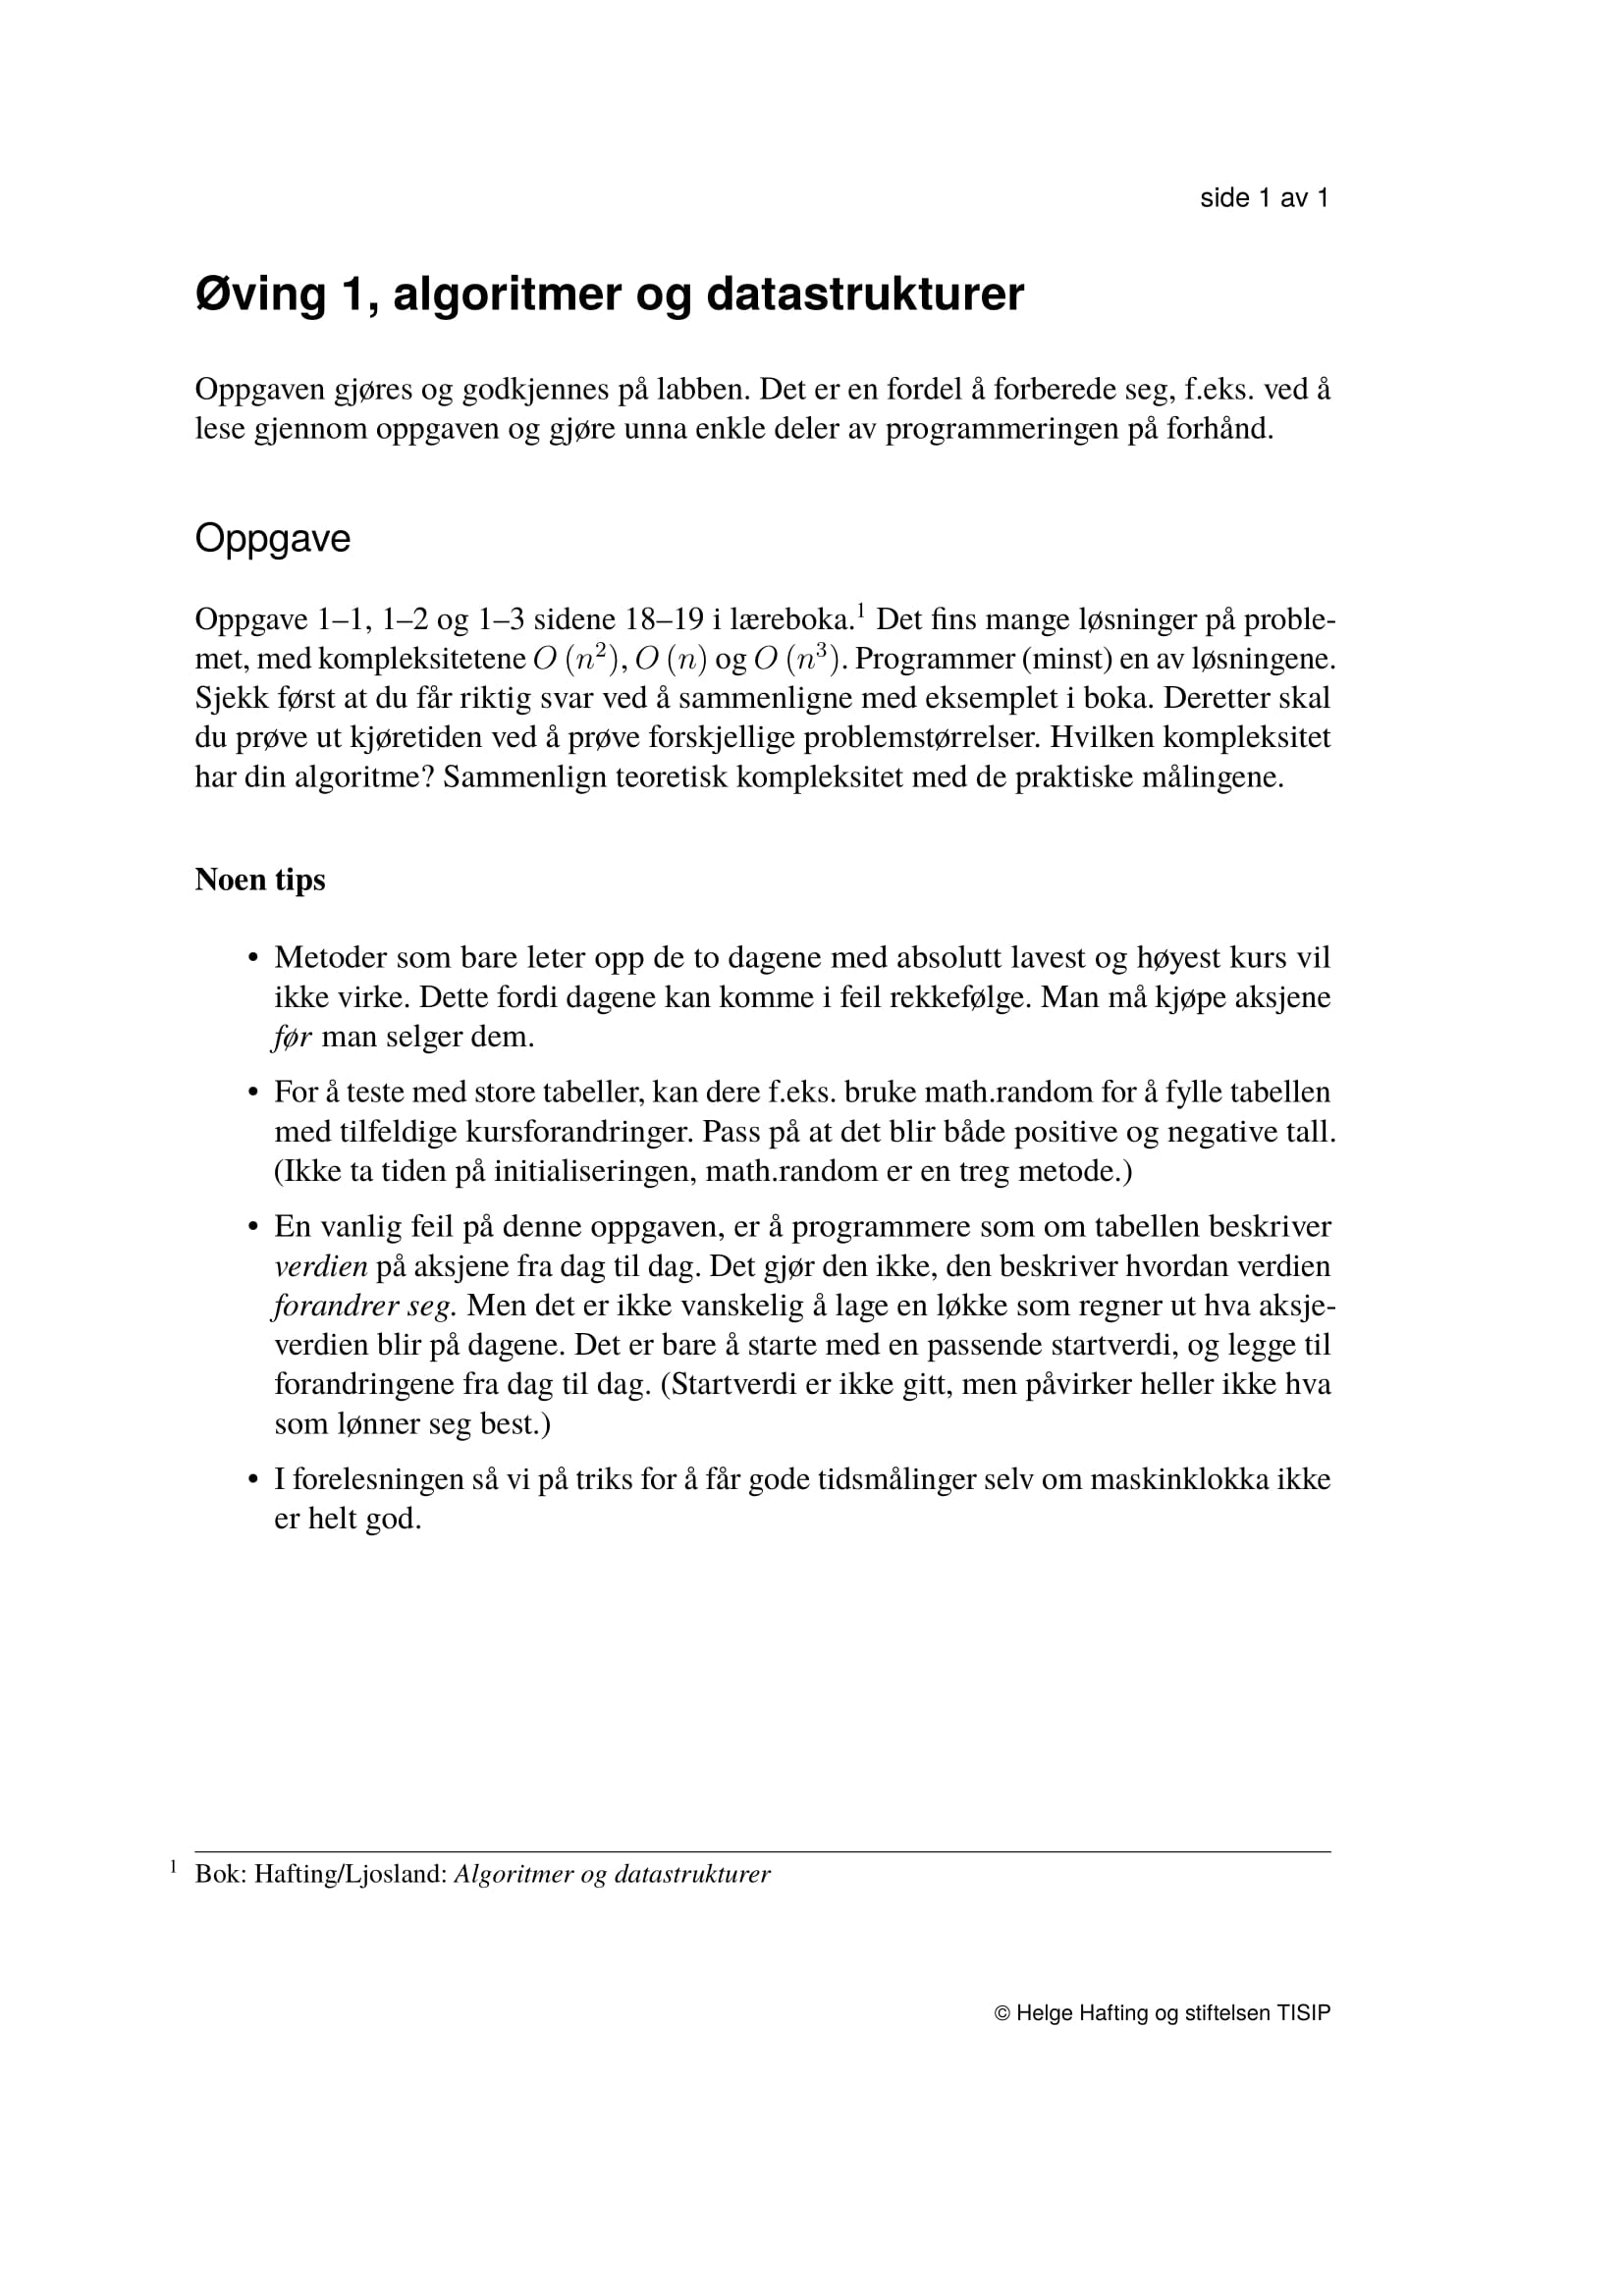 side 1 av 1
Øving 1, algoritmer og datastrukturer
Oppgaven gjøres og godkjennes på labben. Det er en fordel å forberede seg, f.eks. ved å
lese gjennom oppgaven og gjøre unna enkle deler av programmeringen på forhånd.
Oppgave
Oppgave 1–1, 1–2 og 1–3 sidene 18–19 i læreboka.¹ Det fins mange løsninger på proble-
met, med kompleksitetene O (n²), O (n) og O (n³). Programmer (minst) en av løsningene.
Sjekk først at du får riktig svar ved å sammenligne med eksemplet i boka. Deretter skal
du prøve ut kjøretiden ved å prøve forskjellige problemstørrelser. Hvilken kompleksitet
har din algoritme? Sammenlign teoretisk kompleksitet med de praktiske målingene.
Noen tips
• Metoder som bare leter opp de to dagene med absolutt lavest og høyest kurs vil
ikke virke. Dette fordi dagene kan komme i feil rekkefølge. Man må kjøpe aksjene
før man selger dem.
• For å teste med store tabeller, kan dere f.eks. bruke math.random for å fylle tabellen
med tilfeldige kursforandringer. Pass på at det blir både positive og negative tall.
(Ikke ta tiden på initialiseringen, math.random er en treg metode.)
• En vanlig feil på denne oppgaven, er å programmere som om tabellen beskriver
verdien på aksjene fra dag til dag. Det gjør den ikke, den beskriver hvordan verdien
forandrer seg. Men det er ikke vanskelig å lage en løkke som regner ut hva aksje-
verdien blir på dagene. Det er bare å starte med en passende startverdi, og legge til
forandringene fra dag til dag. (Startverdi er ikke gitt, men påvirker heller ikke hva
som lønner seg best.)
• I forelesningen så vi på triks for å får gode tidsmålinger selv om maskinklokka ikke
er helt god.
¹ Bok: Hafting/Ljosland: Algoritmer og datastrukturer
© Helge Hafting og stiftelsen TISIP